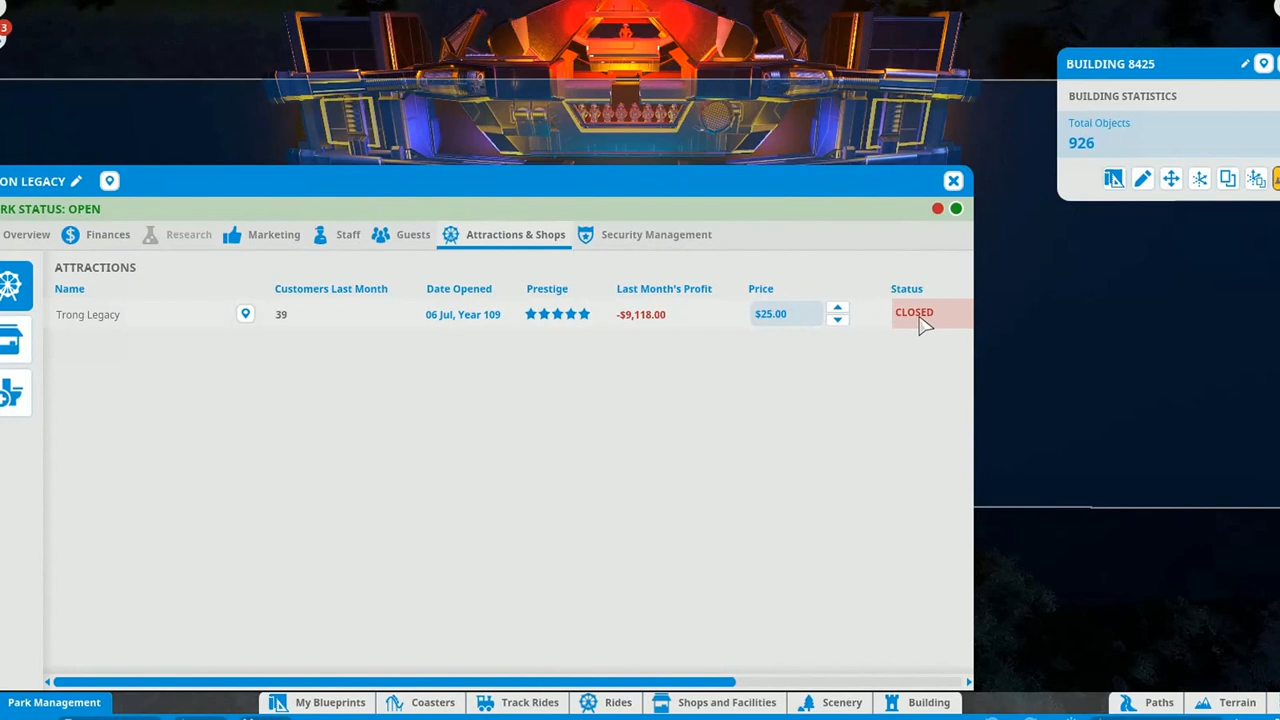 3
BUILDING 8425
BUILDING STATISTICS
Total Objects
926
ON LEGACY
RK STATUS: OPEN
Overview Finances Research Marketing Staff Guests Attractions & Shops Security Management
ATTRACTIONS
Name Customers Last Month Date Opened Prestige Last Month's Profit Price Status
Trong Legacy 39 06 Jul, Year 109 -$9,118.00 $25.00 CLOSED
Park Management My Blueprints Coasters Track Rides Rides Shops and Facilities Scenery Building Paths Terrain